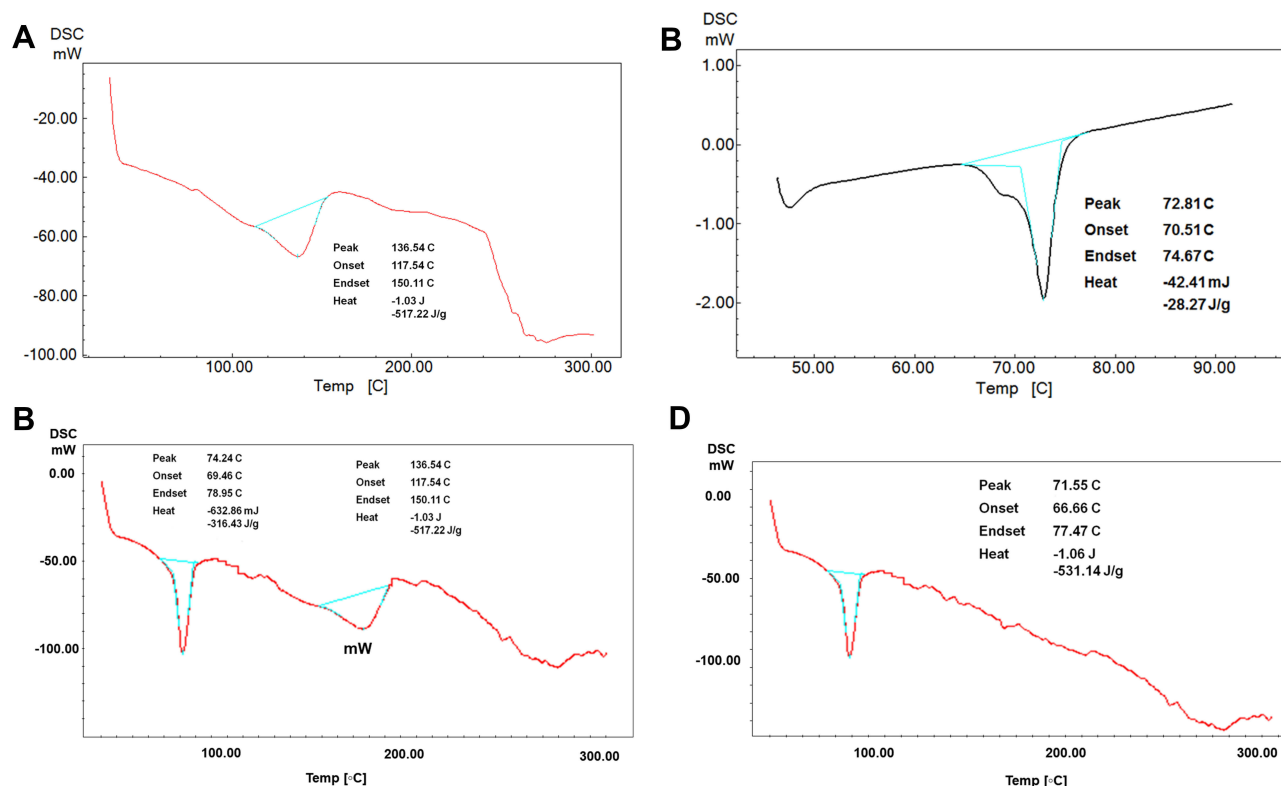 A
DSC
mW
-20.00
-40.00
-60.00
-80.00
-100.00
Peak 136.54 C
Onset 117.54 C
Endset 150.11 C
Heat -1.03 J
-517.22 J/g
100.00 200.00 300.00
Temp [C]
B
DSC
mW
1.00
0.00
-1.00
-2.00
Peak 72.81 C
Onset 70.51 C
Endset 74.67 C
Heat -42.41 mJ
-28.27 J/g
50.00 60.00 70.00 80.00 90.00
Temp [C]
B
DSC
mW
0.00
-50.00
-100.00
Peak 74.24 C
Onset 69.46 C
Endset 78.95 C
Heat -632.86 mJ
-316.43 J/g
Peak 136.54 C
Onset 117.54 C
Endset 150.11 C
Heat -1.03 J
-517.22 J/g
mW
100.00 200.00 300.00
Temp [◦C]
D
DSC
mW
0.00
-50.00
-100.00
Peak 71.55 C
Onset 66.66 C
Endset 77.47 C
Heat -1.06 J
-531.14 J/g
100.00 200.00 300.00
Temp [◦C]